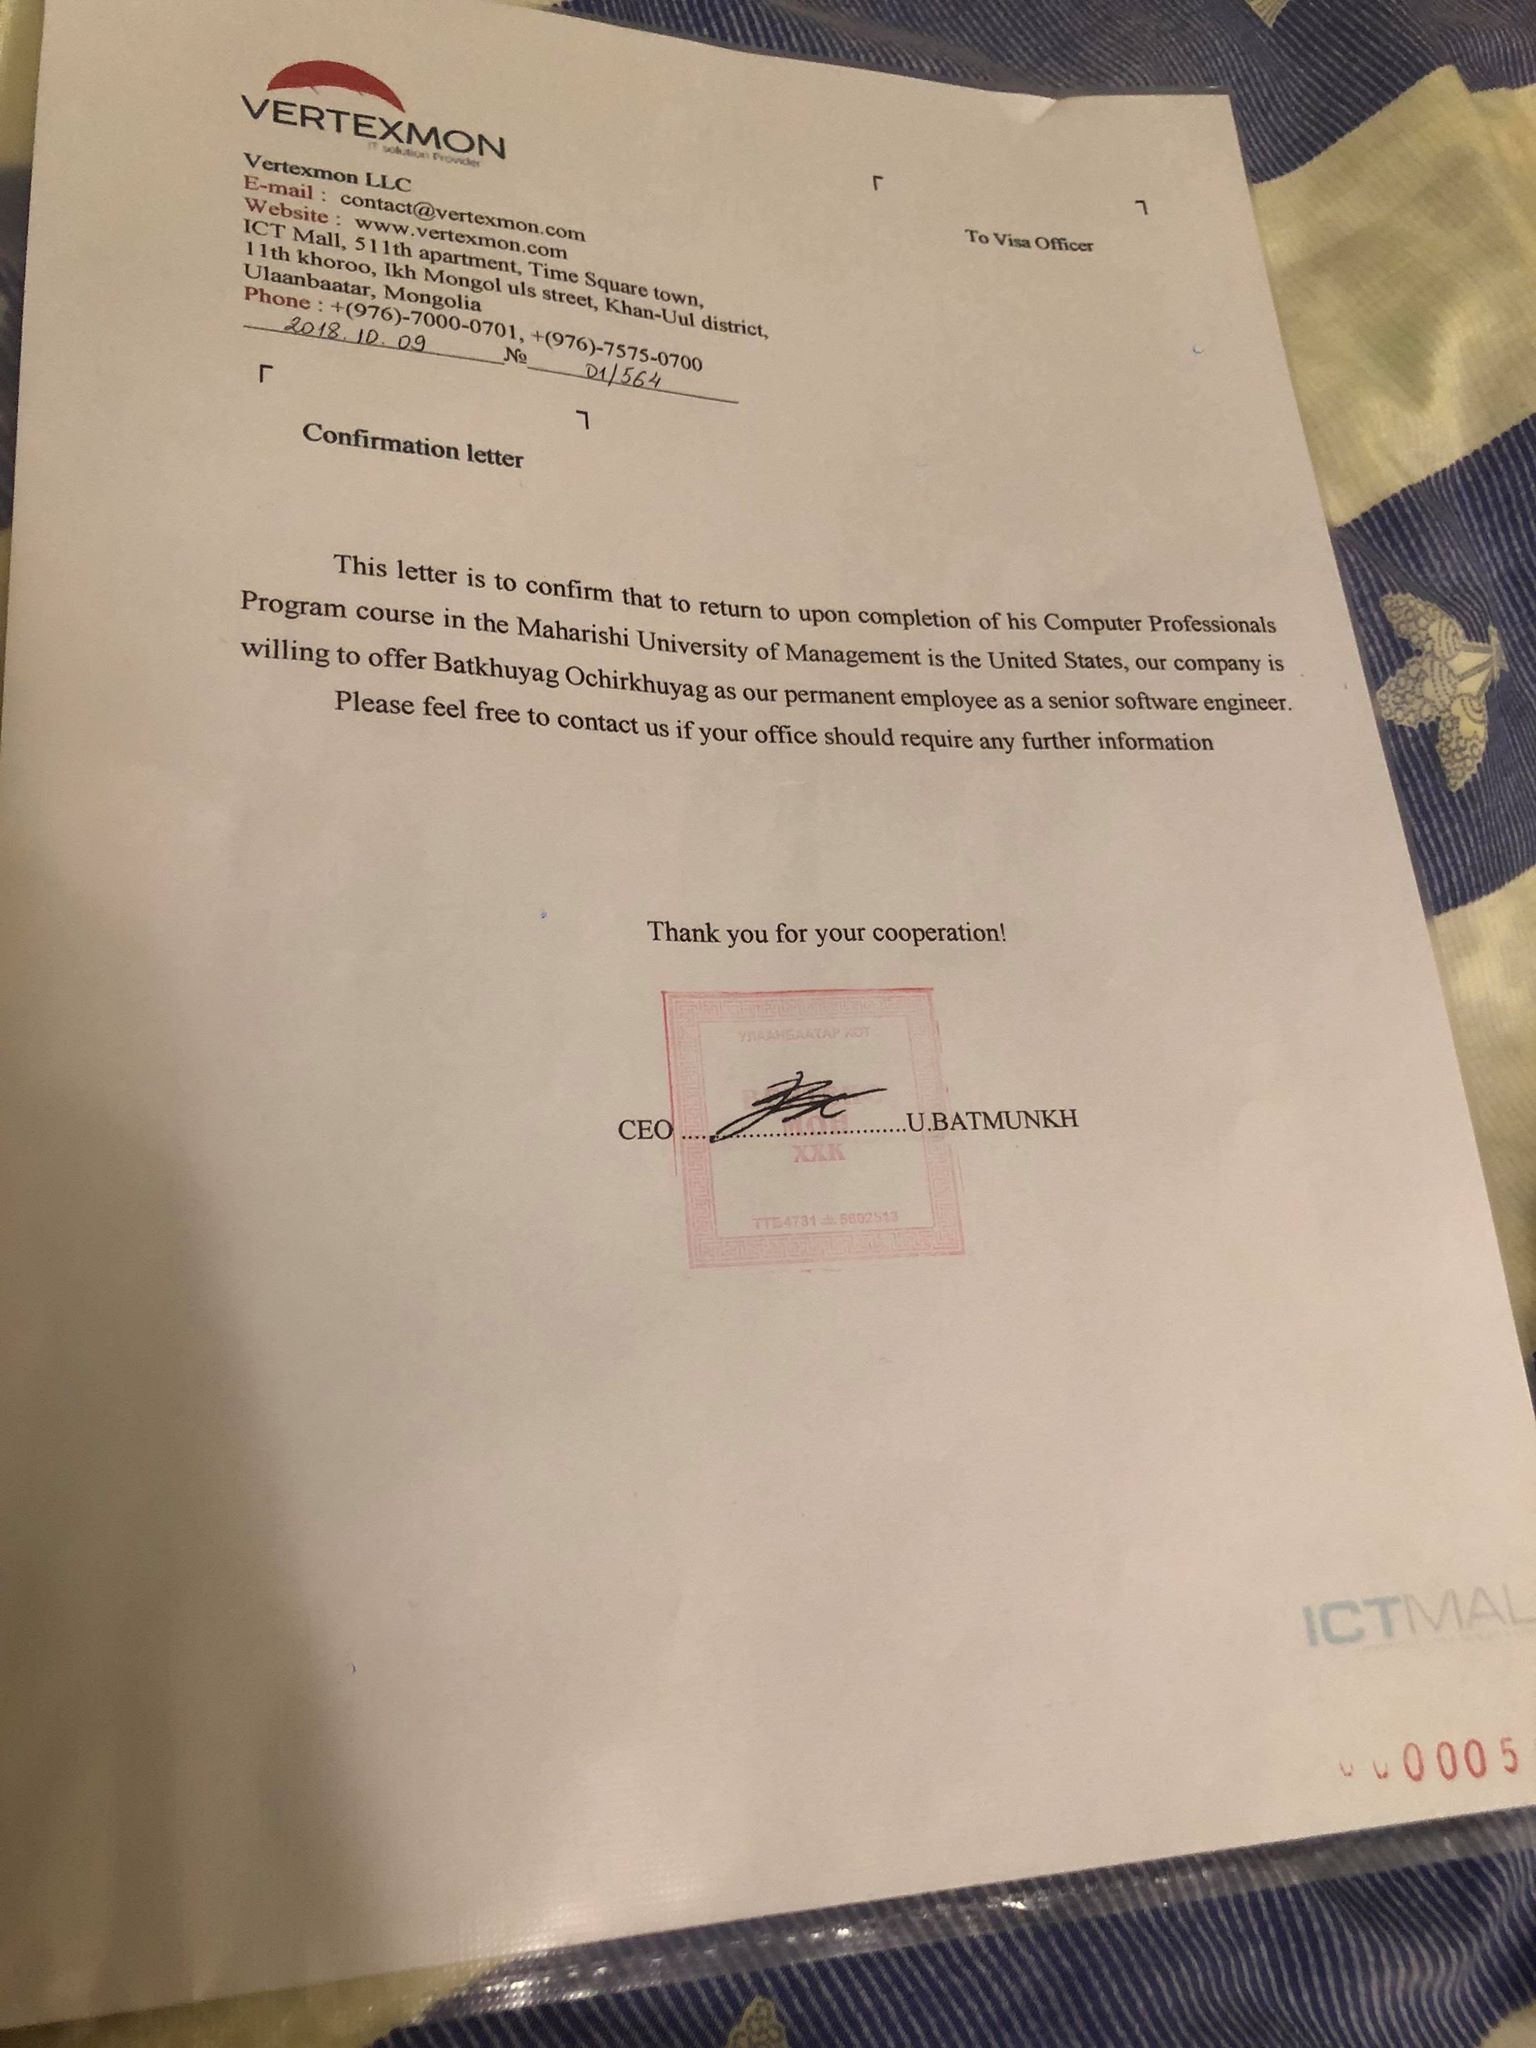 VERTEXMON
IT solution Provider
Vertexmon LLC
E-mail : contact@vertexmon.com
Website : www.vertexmon.com
ICT Mall, 511th apartment, Time Square town,
11th khoroo, Ikh Mongol uls street, Khan-Uul district,
Ulaanbaatar, Mongolia
Phone : +(976)-7000-0701, +(976)-7575-0700
2018. 10. 09 № 01/564
To Visa Officer
Confirmation letter
This letter is to confirm that to return to upon completion of his Computer Professionals
Program course in the Maharishi University of Management is the United States, our company is
willing to offer Batkhuyag Ochirkhuyag as our permanent employee as a senior software engineer.
Please feel free to contact us if your office should require any further information
Thank you for your cooperation!
УЛААНБААТАР ХОТ
CEO ....................................U.BATMUNKH
МОН
ХХК
ICTMAL
0005